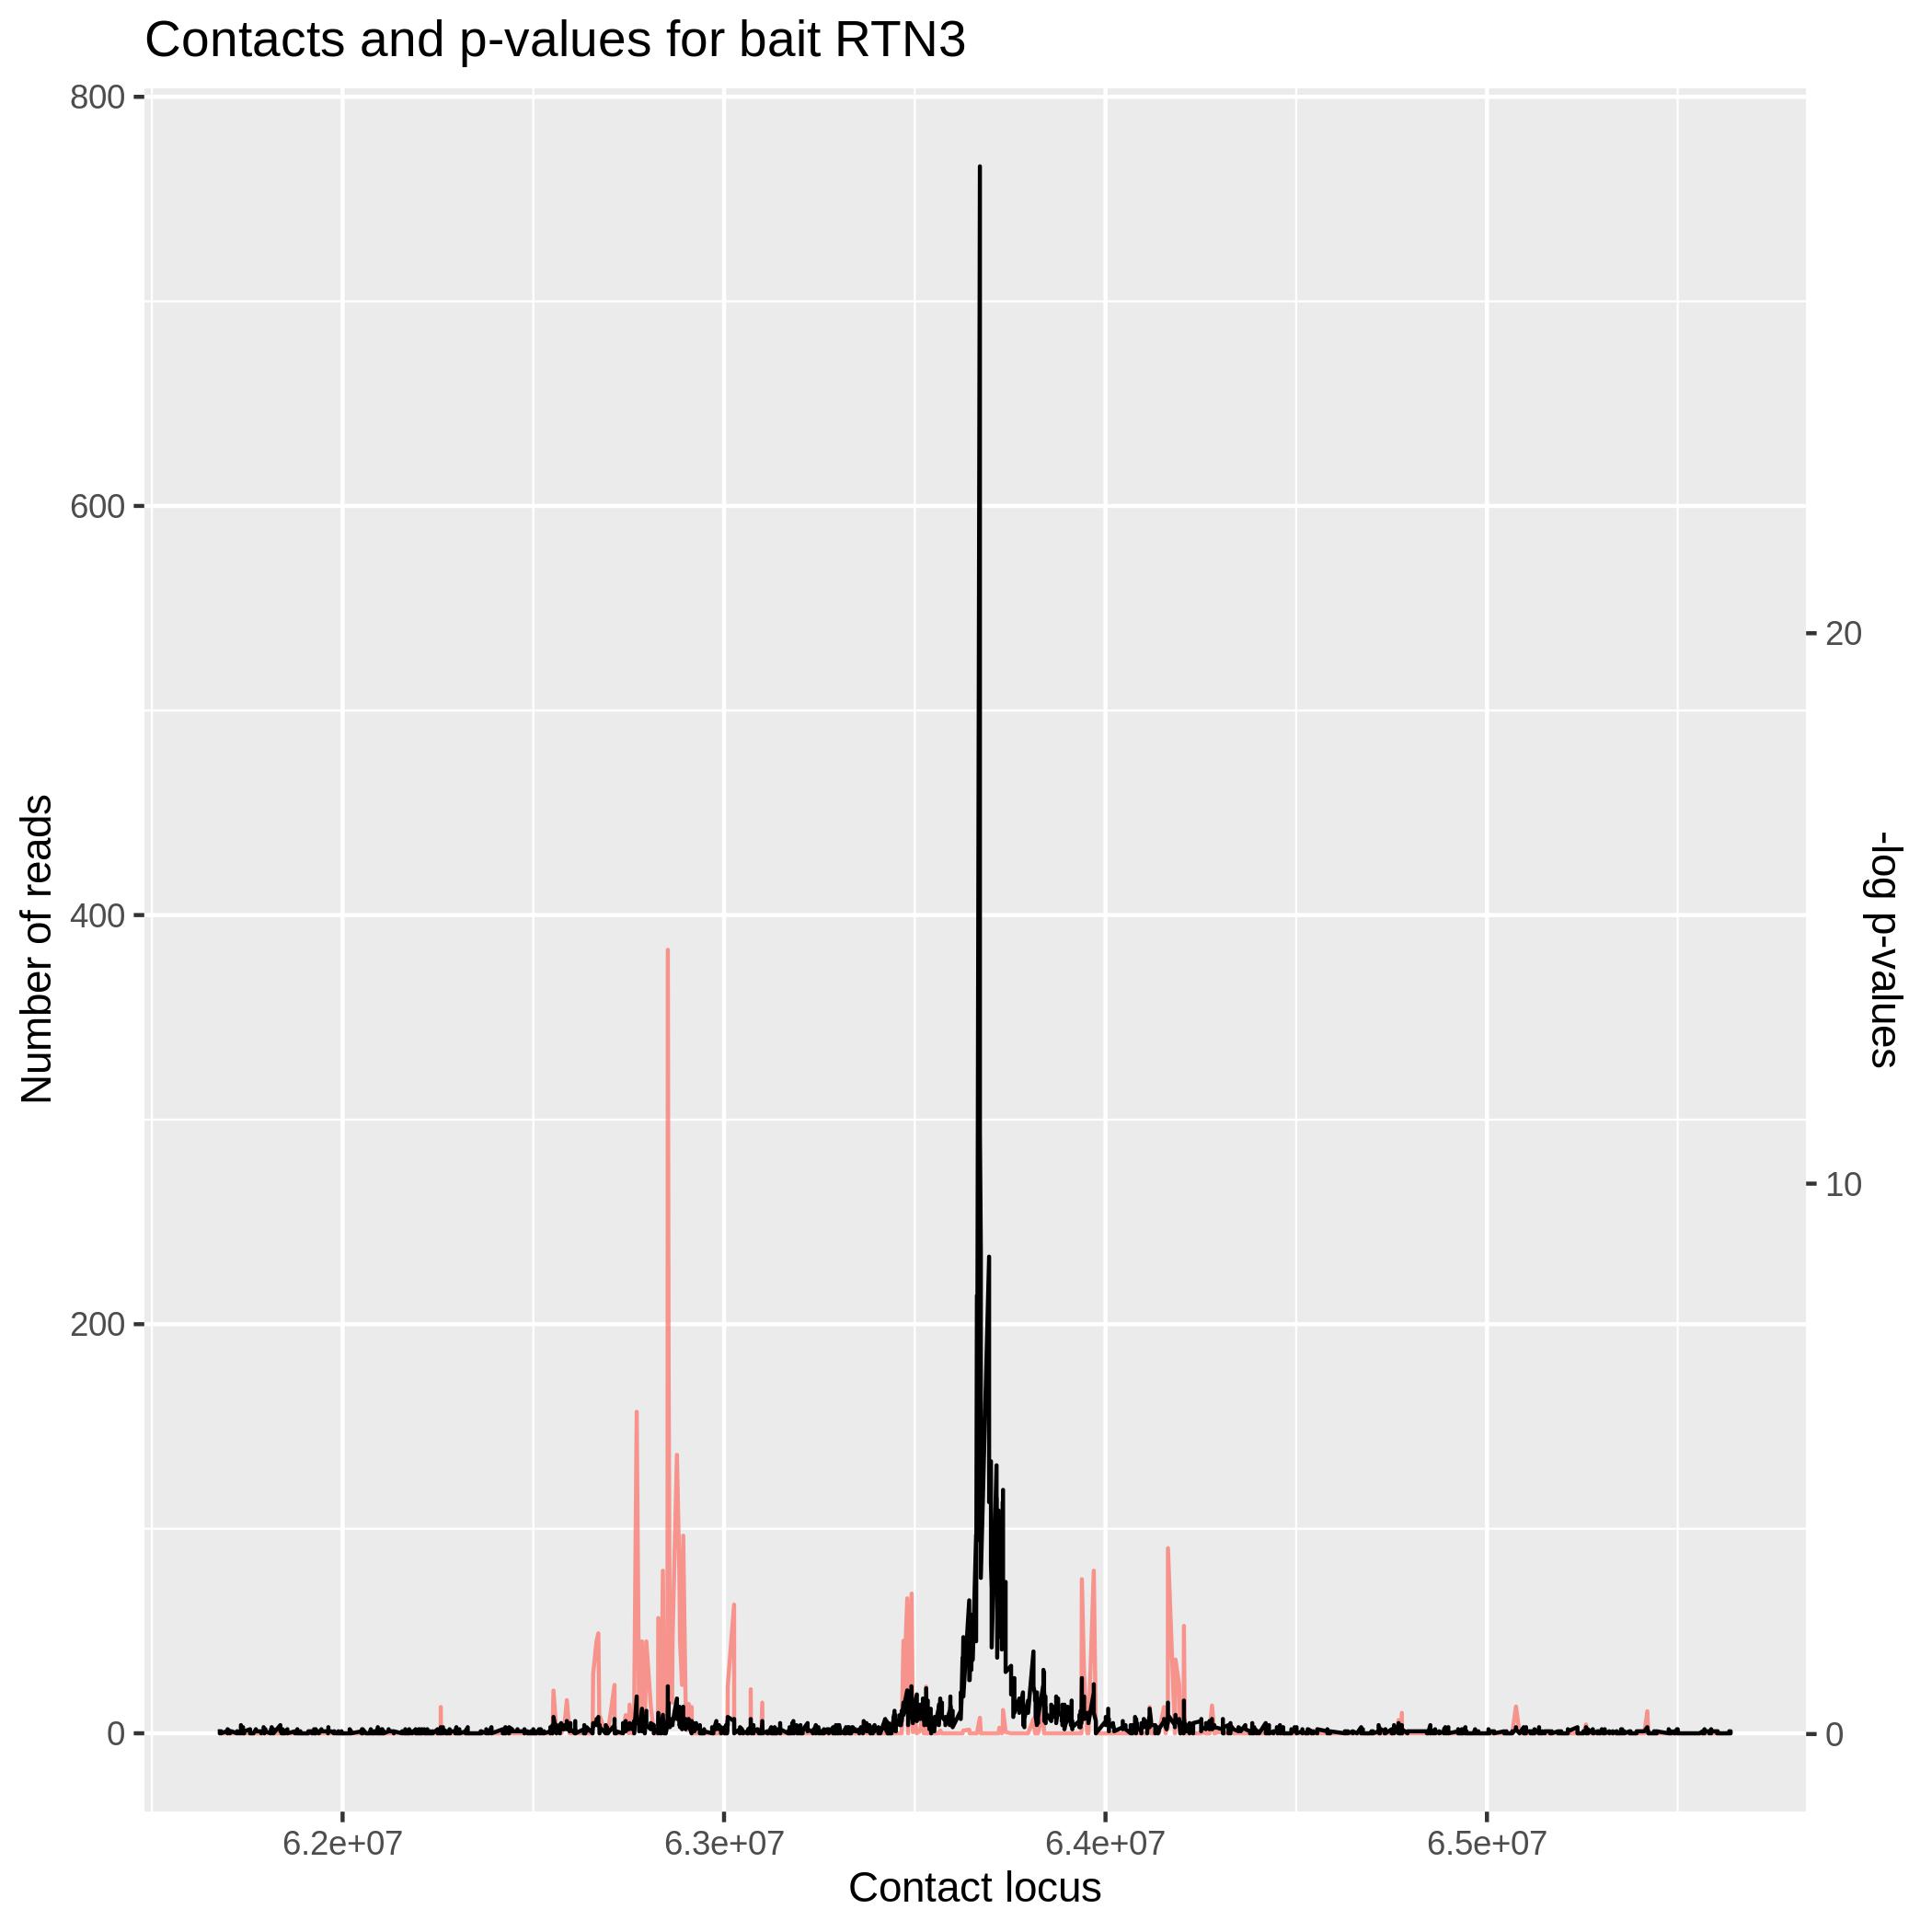 Contacts and p-values for bait RTN3
800
600
400
200
0
Number of reads
20
10
0
-log p-values
6.2e+07
6.3e+07
6.4e+07
6.5e+07
Contact locus